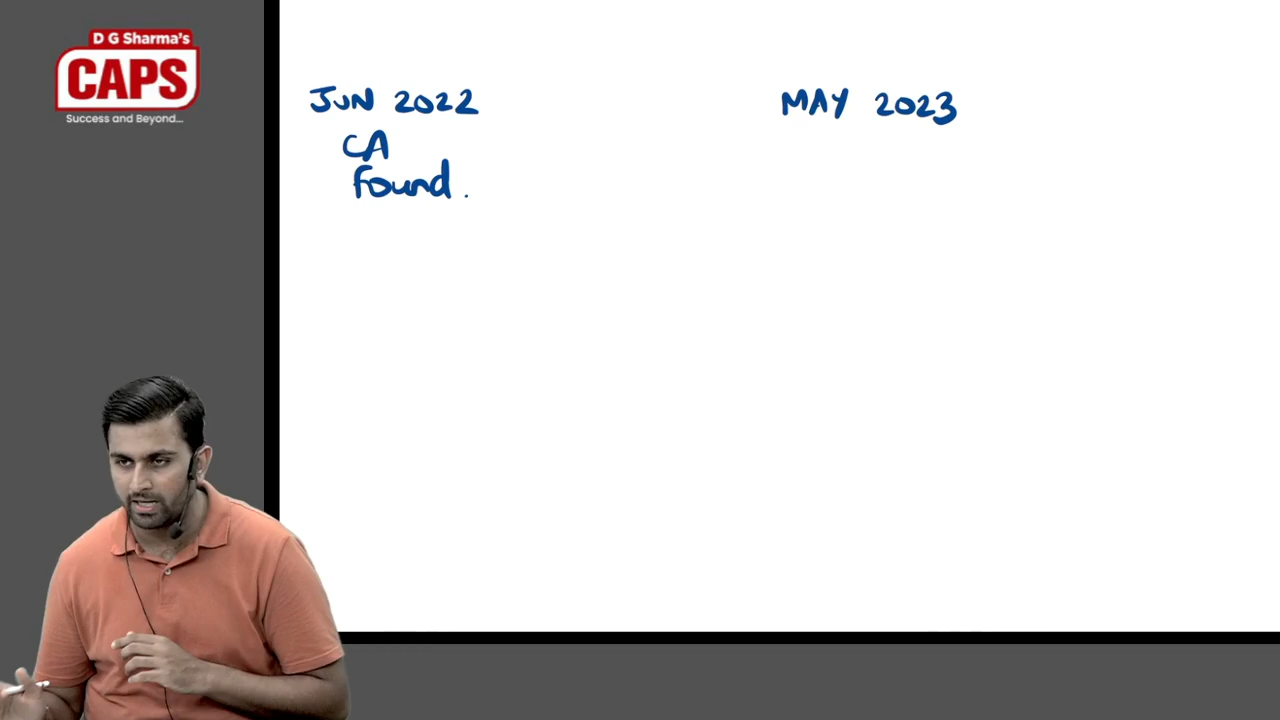 D G Sharma's
CAPS
Success and Beyond...
JUN 2022
CA
Found.
MAY 2023